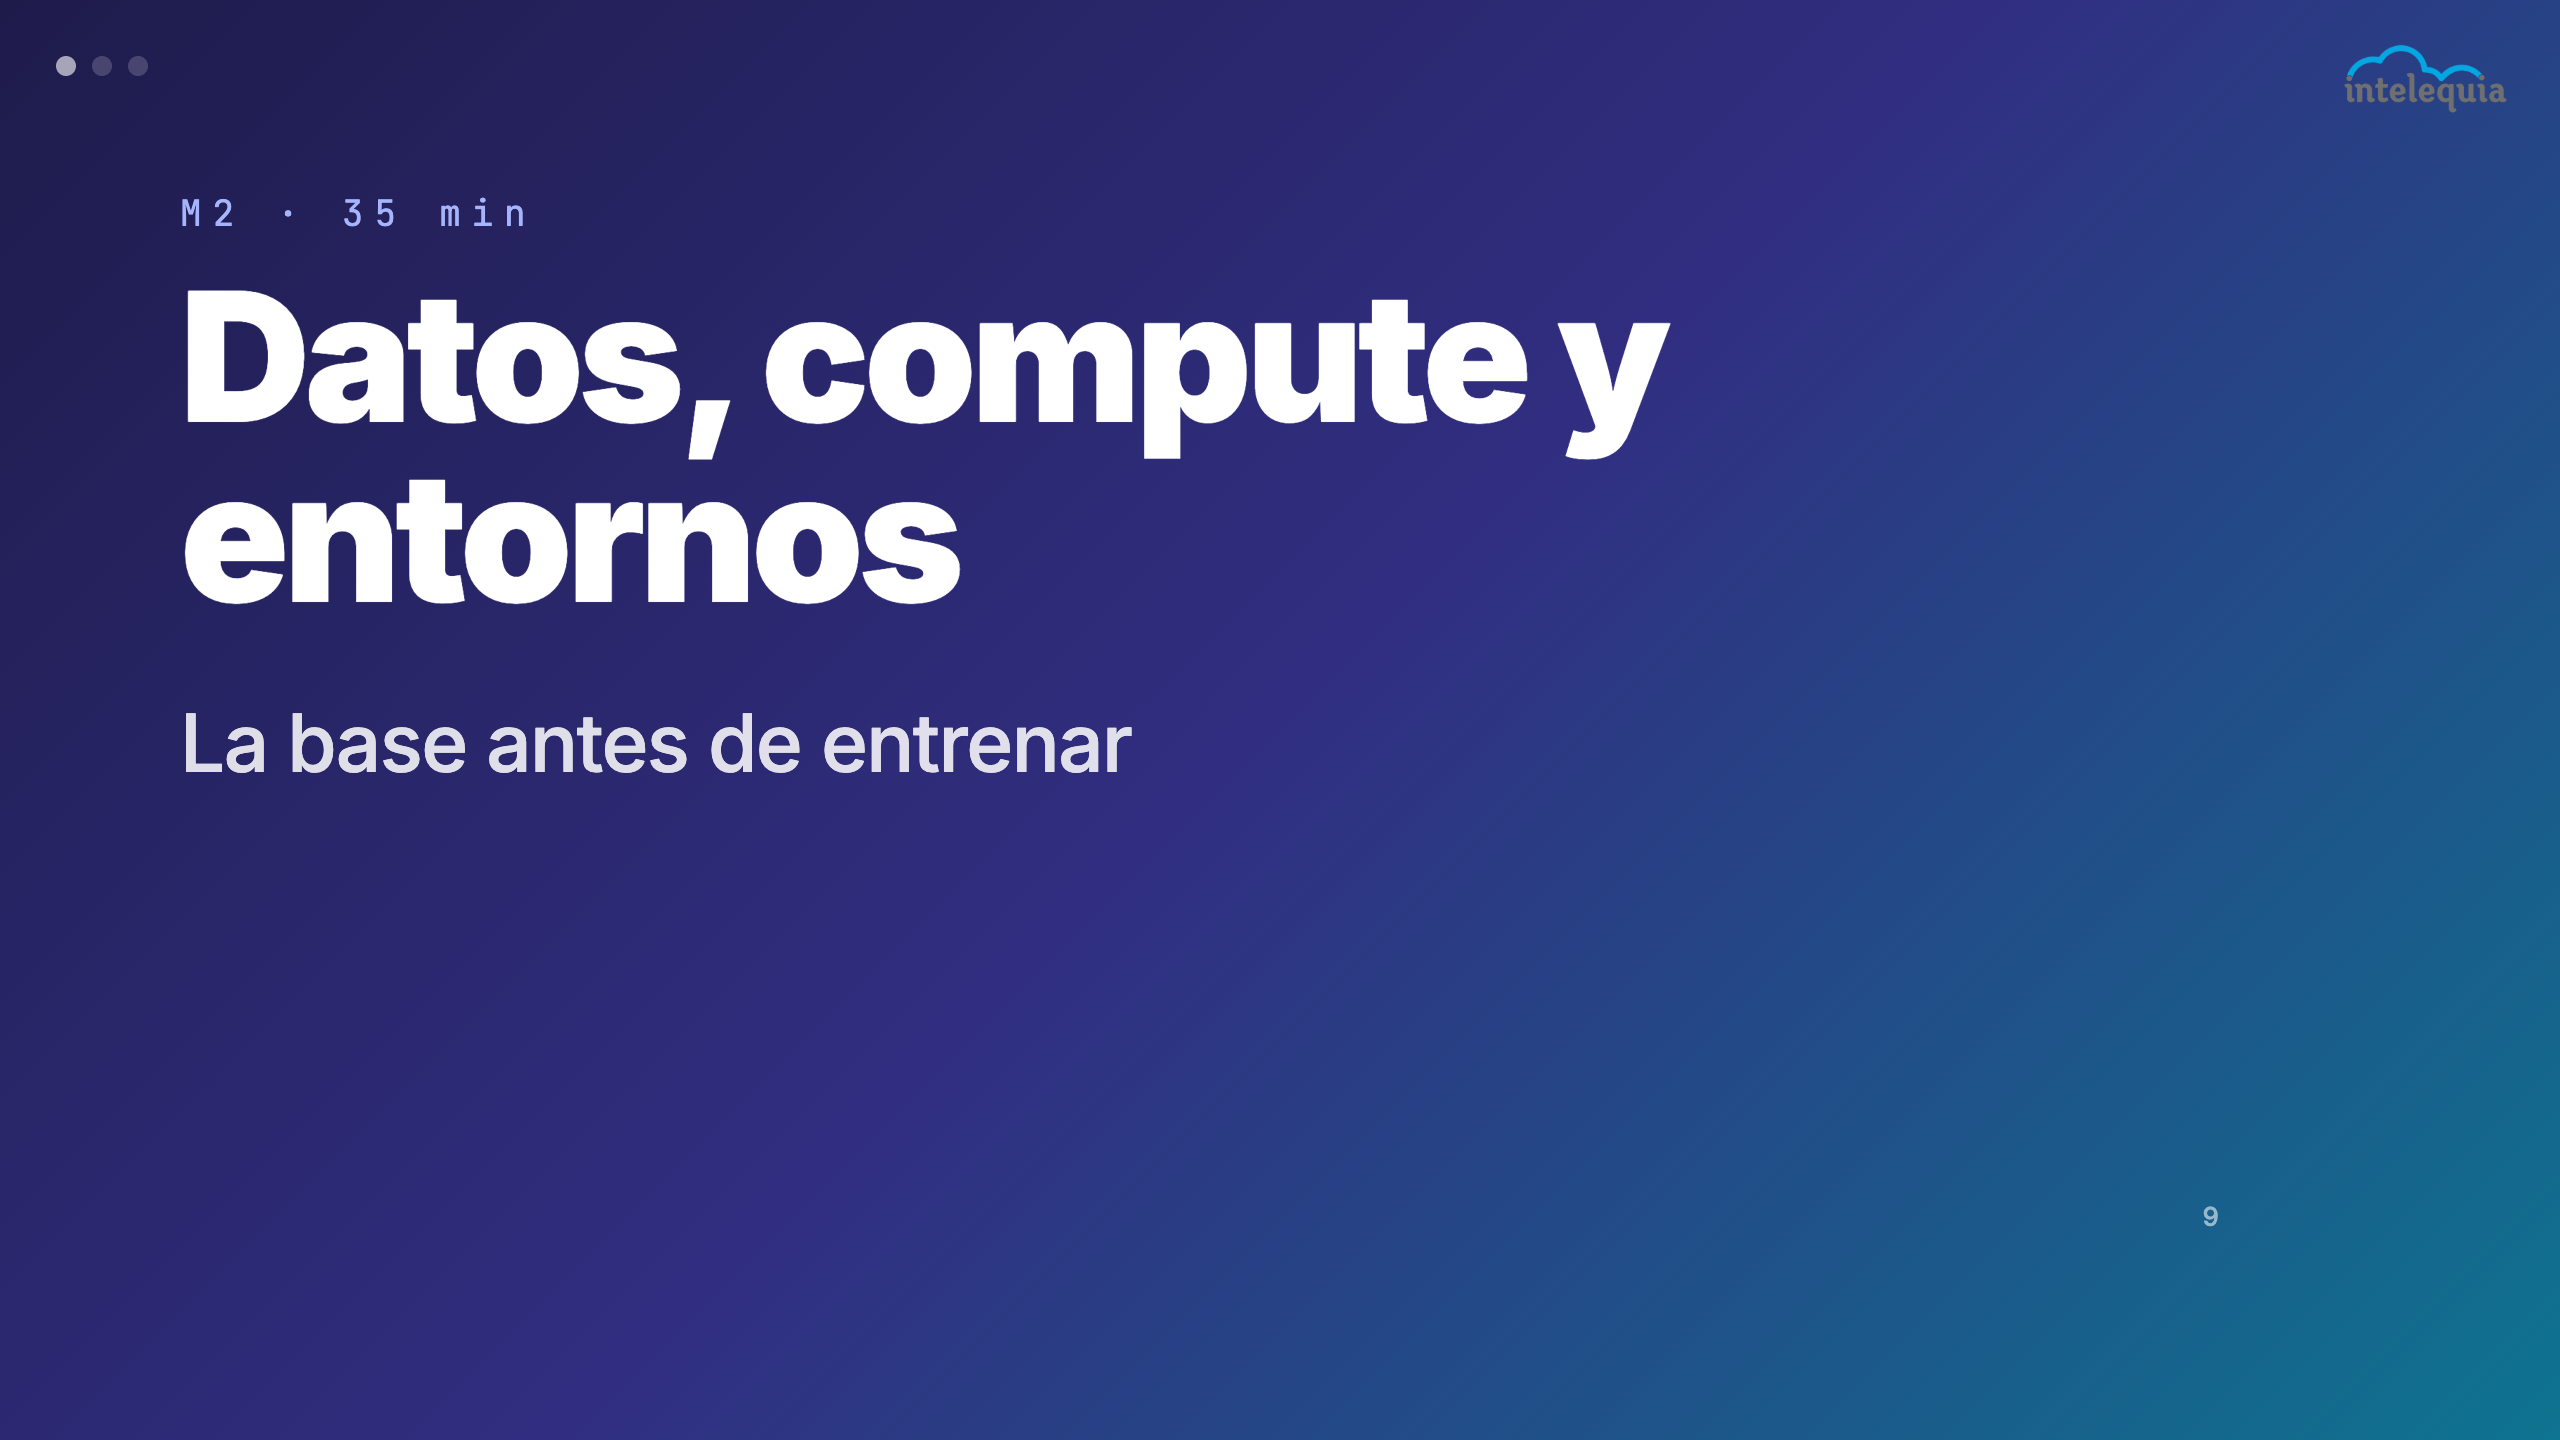 intelequia
M2 · 35 min
Datos, compute y
entornos
La base antes de entrenar
9